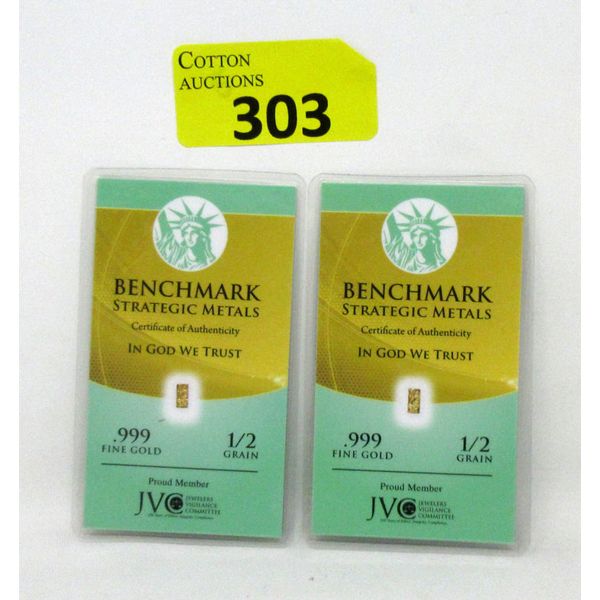 COTTON
AUCTIONS
303
BENCHMARK
STRATEGIC METALS
Certificate of Authenticity
IN GOD WE TRUST
.999
FINE GOLD
1/2
GRAIN
Proud Member
JVC
JEWELERS
VIGILANCE
COMMITTEE
BENCHMARK
STRATEGIC METALS
Certificate of Authenticity
IN GOD WE TRUST
.999
FINE GOLD
1/2
GRAIN
Proud Member
JVC
JEWELERS
VIGILANCE
COMMITTEE